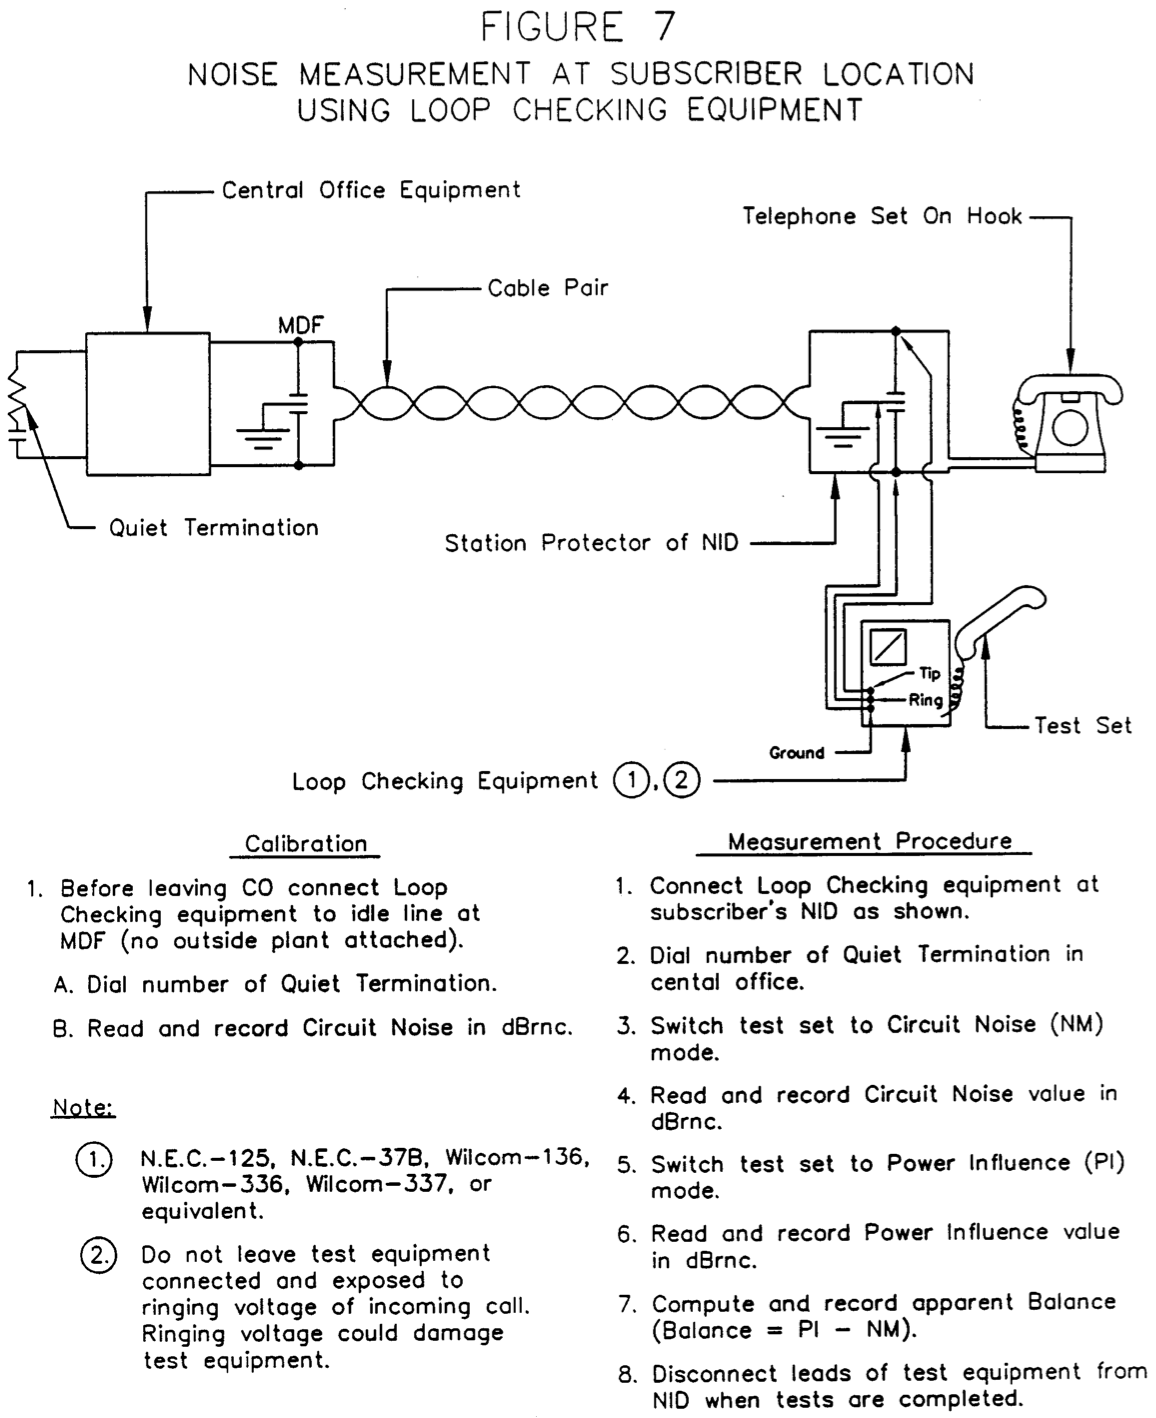 FIGURE 7
NOISE MEASUREMENT AT SUBSCRIBER LOCATION
USING LOOP CHECKING EQUIPMENT
Central Office Equipment
Telephone Set On Hook
Cable Pair
MDF
Quiet Termination
Station Protector of NID
Tip
Ring
Test Set
Ground
Loop Checking Equipment 1, 2
Calibration
1. Before leaving CO connect Loop
Checking equipment to idle line at
MDF (no outside plant attached).
A. Dial number of Quiet Termination.
B. Read and record Circuit Noise in dBrnc.
Note:
1. N.E.C.-125, N.E.C.-37B, Wilcom-136,
Wilcom-336, Wilcom-337, or
equivalent.
2. Do not leave test equipment
connected and exposed to
ringing voltage of incoming call.
Ringing voltage could damage
test equipment.
Measurement Procedure
1. Connect Loop Checking equipment at
subscriber's NID as shown.
2. Dial number of Quiet Termination in
cental office.
3. Switch test set to Circuit Noise (NM)
mode.
4. Read and record Circuit Noise value in
dBrnc.
5. Switch test set to Power Influence (PI)
mode.
6. Read and record Power Influence value
in dBrnc.
7. Compute and record apparent Balance
(Balance = PI - NM).
8. Disconnect leads of test equipment from
NID when tests are completed.